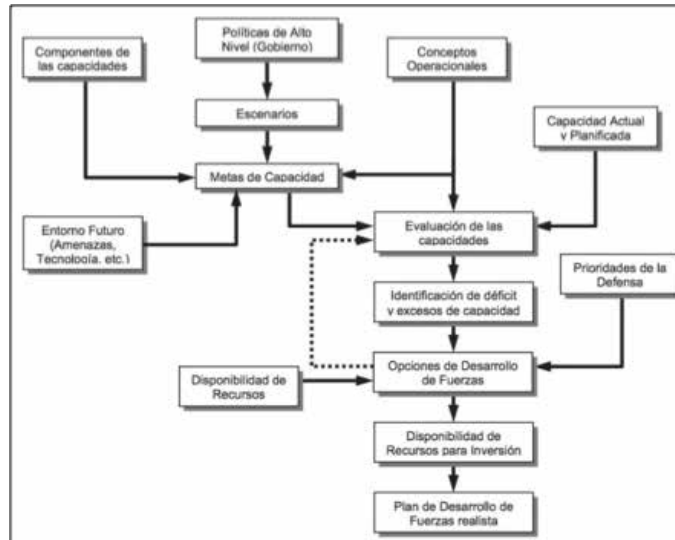 Políticas de Alto
Nivel (Gobierno)
Componentes de
las capacidades
Conceptos
Operacionales
Escenarios
Capacidad Actual
y Planificada
Metas de Capacidad
Entorno Futuro
(Amenazas,
Tecnología, etc.)
Evaluación de las
capacidades
Prioridades de la
Defensa
Identificación de déficit
y excesos de capacidad
Opciones de Desarrollo
de Fuerzas
Disponibilidad de
Recursos
Disponibilidad de
Recursos para Inversión
Plan de Desarrollo de
Fuerzas realista